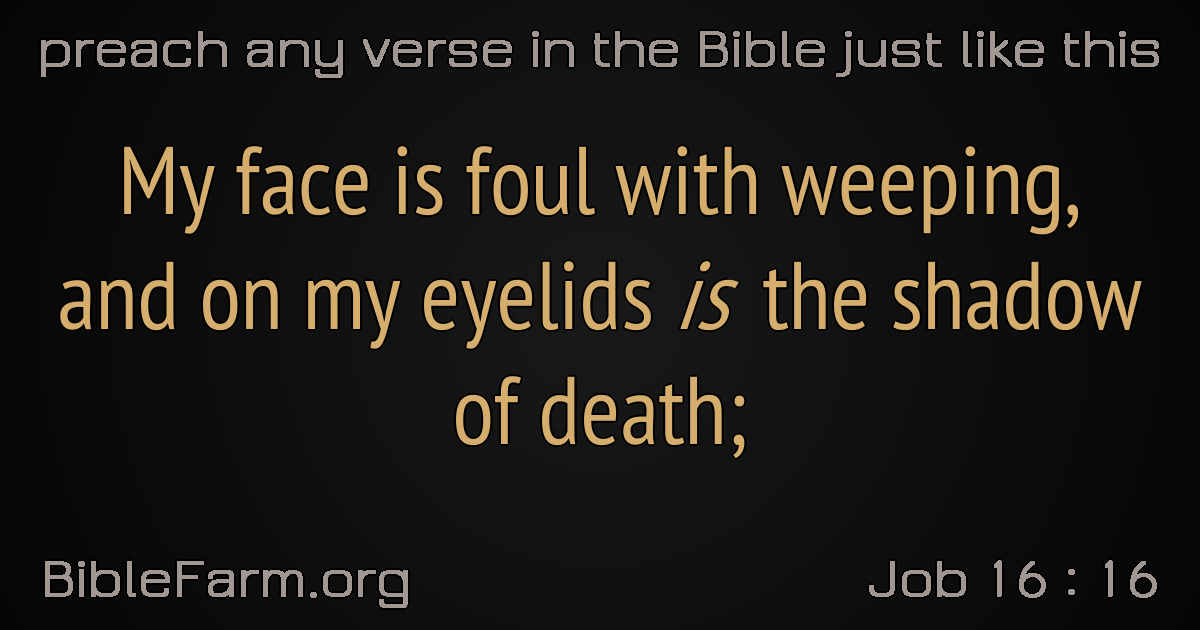 preach any verse in the Bible just like this
My face is foul with weeping,
and on my eyelids is the shadow
of death;
BibleFarm.org
Job 16 : 16